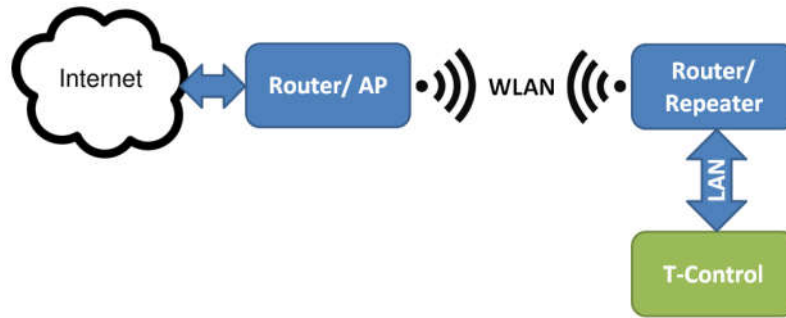 Internet
Router/ AP
WLAN
Router/
Repeater
LAN
T-Control